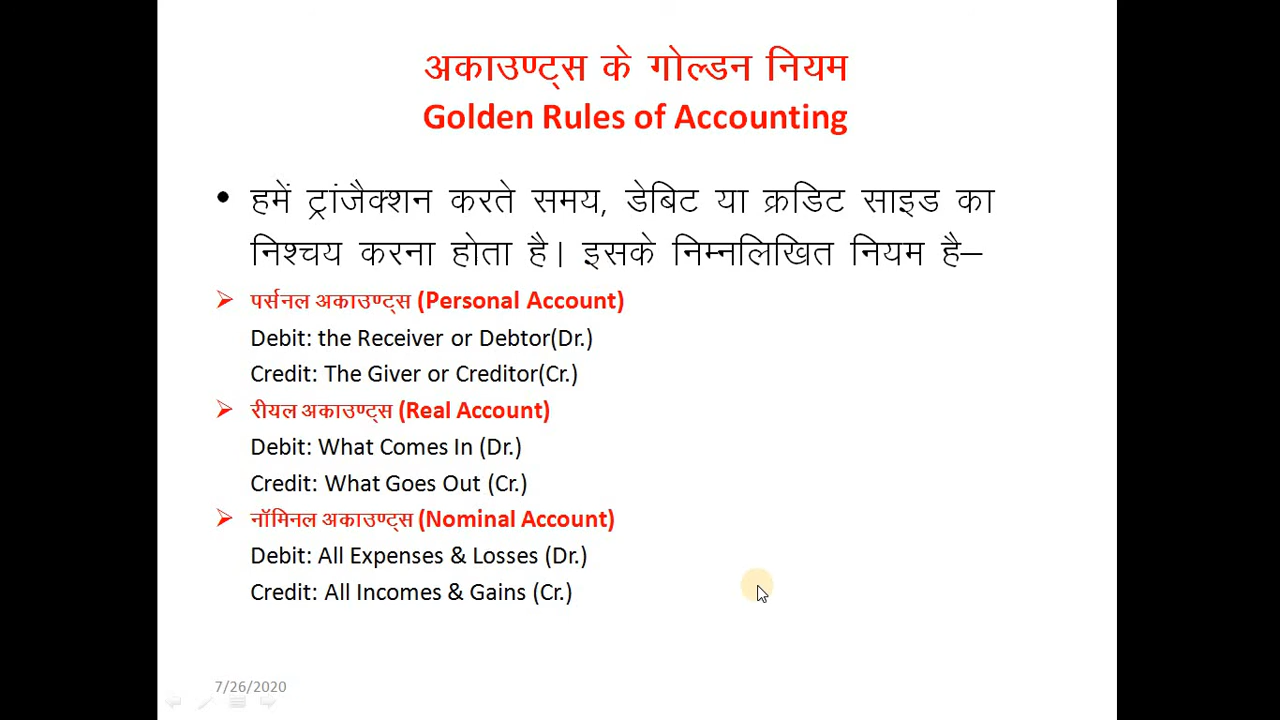 अकाउण्ट्स के गोल्डन नियम
Golden Rules of Accounting
• हमें ट्रांजैक्शन करते समय, डेबिट या क्रडिट साइड का
निश्चय करना होता है। इसके निम्नलिखित नियम है–
➢ पर्सनल अकाउण्ट्स (Personal Account)
Debit: the Receiver or Debtor(Dr.)
Credit: The Giver or Creditor(Cr.)
➢ रीयल अकाउण्ट्स (Real Account)
Debit: What Comes In (Dr.)
Credit: What Goes Out (Cr.)
➢ नॉमिनल अकाउण्ट्स (Nominal Account)
Debit: All Expenses & Losses (Dr.)
Credit: All Incomes & Gains (Cr.)
7/26/2020